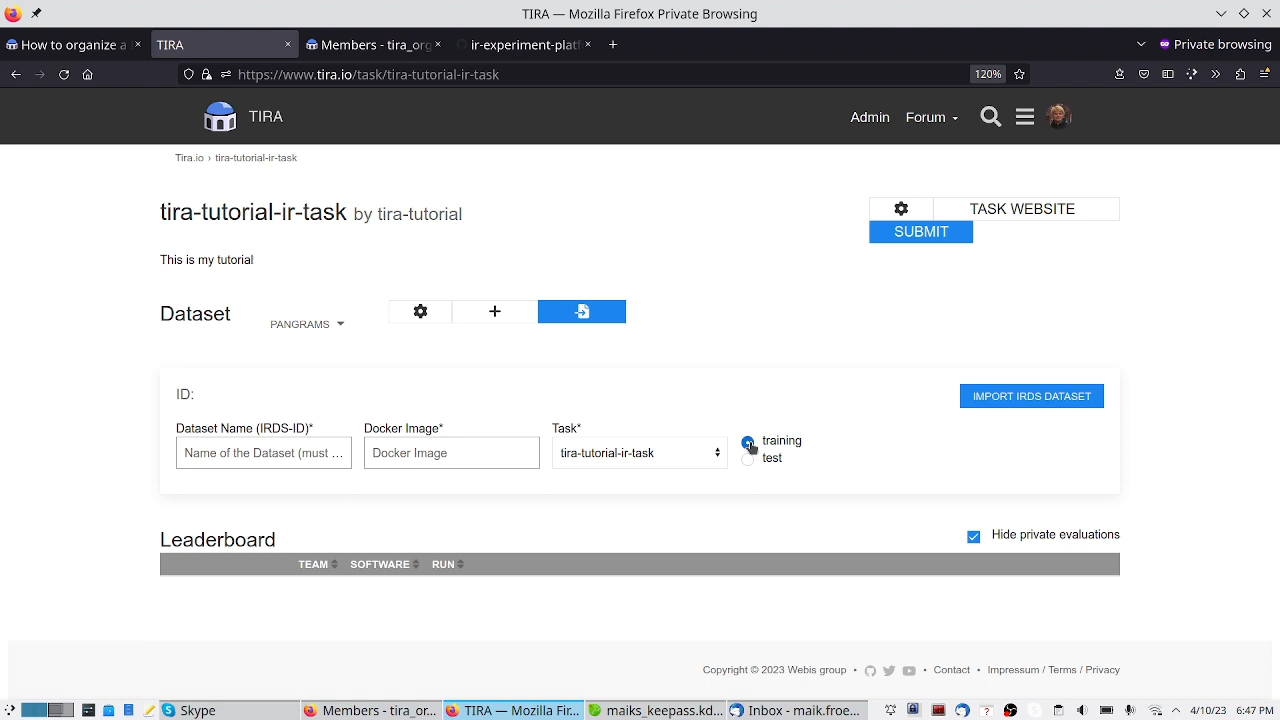 TIRA — Mozilla Firefox Private Browsing
How to organize a
TIRA
Members - tira_org
ir-experiment-platf
Private browsing
https://www.tira.io/task/tira-tutorial-ir-task
120%
TIRA
Admin
Forum
Tira.io › tira-tutorial-ir-task
tira-tutorial-ir-task by tira-tutorial
TASK WEBSITE
SUBMIT
This is my tutorial
Dataset
PANGRAMS
ID:
IMPORT IRDS DATASET
Dataset Name (IRDS-ID)*
Docker Image*
Task*
Name of the Dataset (must ...
Docker Image
tira-tutorial-ir-task
training
test
Leaderboard
Hide private evaluations
TEAM
SOFTWARE
RUN
Copyright © 2023 Webis group • • Contact • Impressum / Terms / Privacy
Skype
Members - tira_or...
TIRA — Mozilla Fir...
maiks_keepass.kd...
Inbox - maik.froe...
4/10/23
6:47 PM